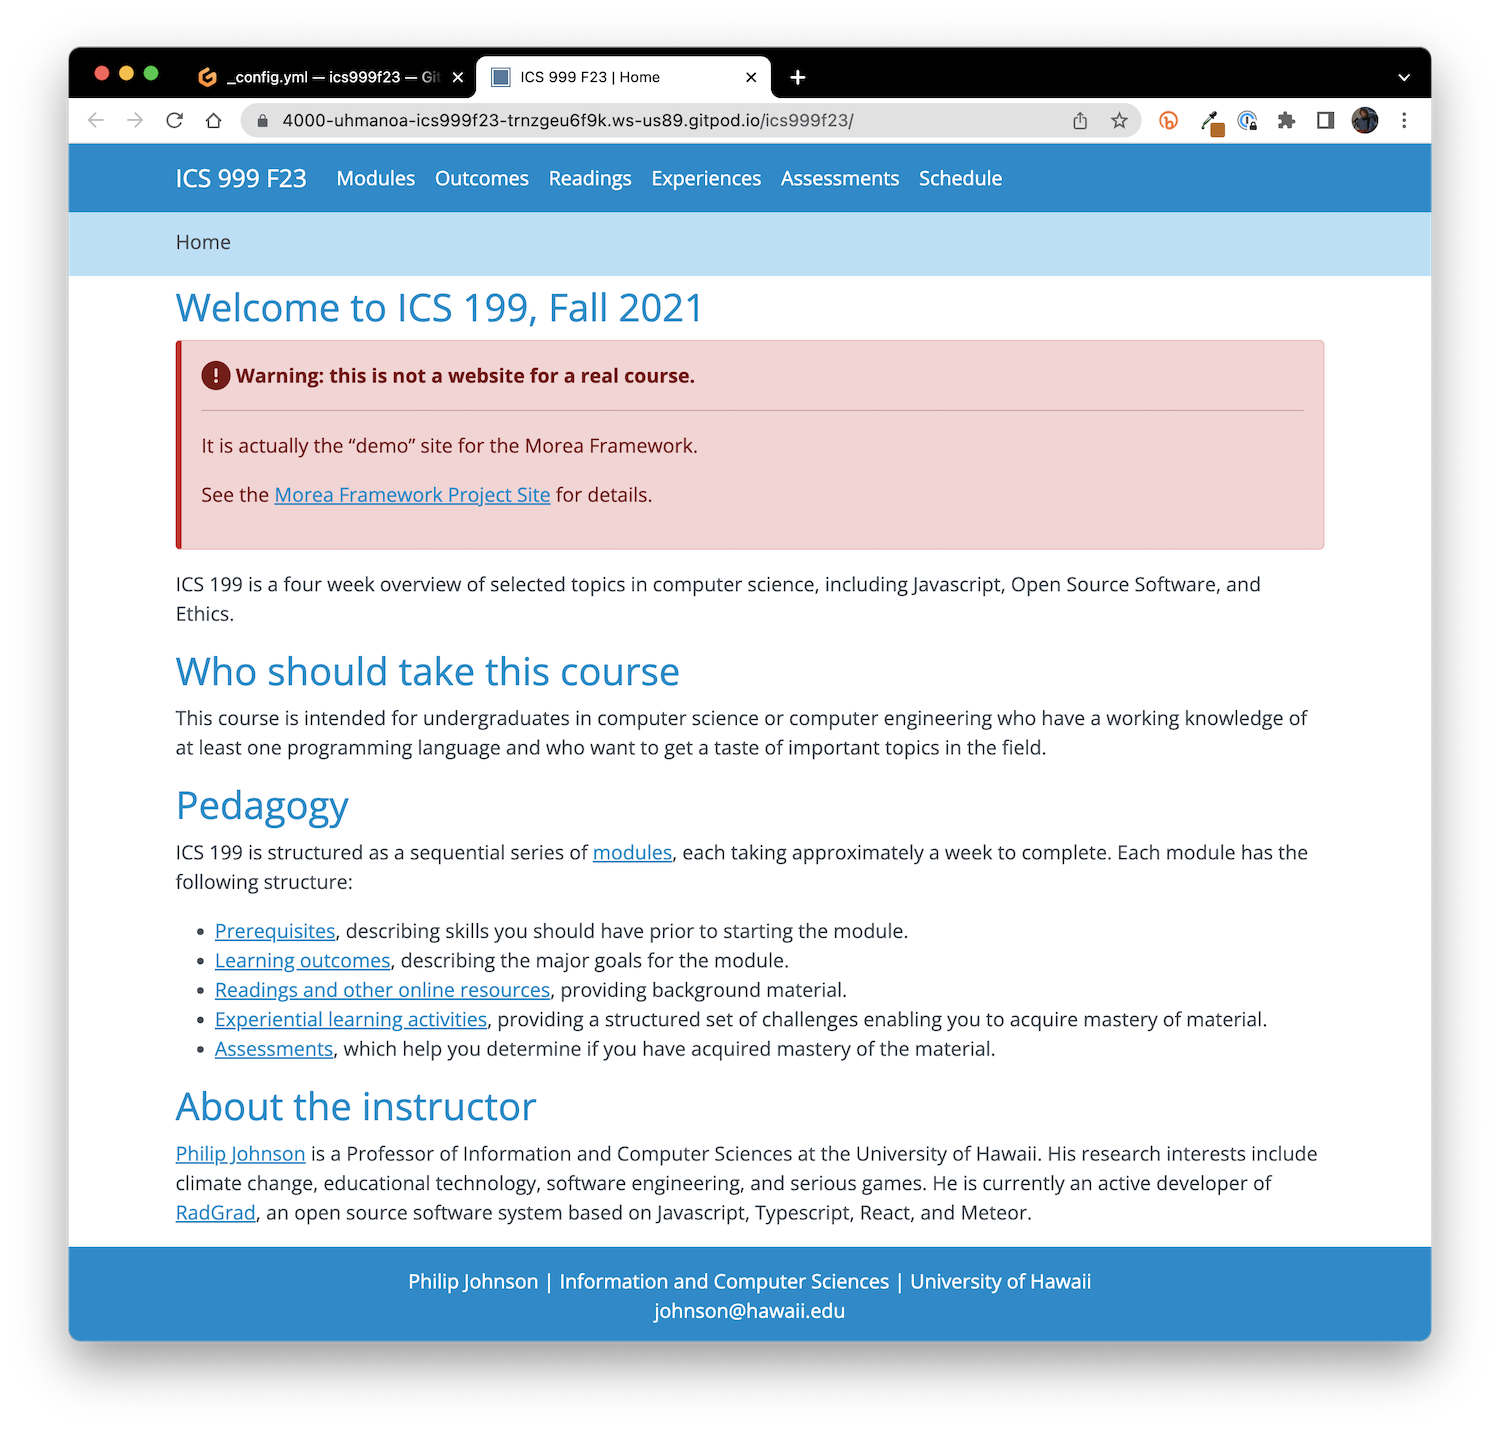 _config.yml — ics999f23 — Git
ICS 999 F23 | Home
4000-uhmanoa-ics999f23-trnzgeu6f9k.ws-us89.gitpod.io/ics999f23/
ICS 999 F23 Modules Outcomes Readings Experiences Assessments Schedule
Home
Welcome to ICS 199, Fall 2021
Warning: this is not a website for a real course.
It is actually the “demo” site for the Morea Framework.
See the Morea Framework Project Site for details.
ICS 199 is a four week overview of selected topics in computer science, including Javascript, Open Source Software, and
Ethics.
Who should take this course
This course is intended for undergraduates in computer science or computer engineering who have a working knowledge of
at least one programming language and who want to get a taste of important topics in the field.
Pedagogy
ICS 199 is structured as a sequential series of modules, each taking approximately a week to complete. Each module has the
following structure:
• Prerequisites, describing skills you should have prior to starting the module.
• Learning outcomes, describing the major goals for the module.
• Readings and other online resources, providing background material.
• Experiential learning activities, providing a structured set of challenges enabling you to acquire mastery of material.
• Assessments, which help you determine if you have acquired mastery of the material.
About the instructor
Philip Johnson is a Professor of Information and Computer Sciences at the University of Hawaii. His research interests include
climate change, educational technology, software engineering, and serious games. He is currently an active developer of
RadGrad, an open source software system based on Javascript, Typescript, React, and Meteor.
Philip Johnson | Information and Computer Sciences | University of Hawaii
johnson@hawaii.edu